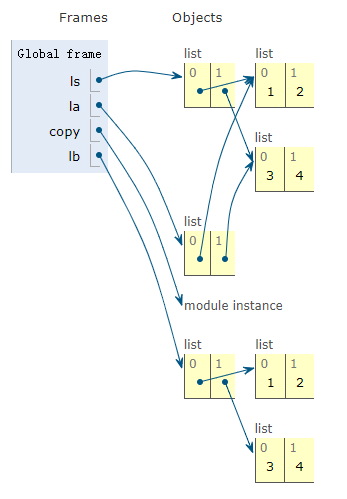 Frames Objects
Global frame
ls
la
copy
lb
list list
0 1 0 1
1 2
list
0 1
3 4
list
0 1
module instance
list list
0 1 0 1
1 2
list
0 1
3 4